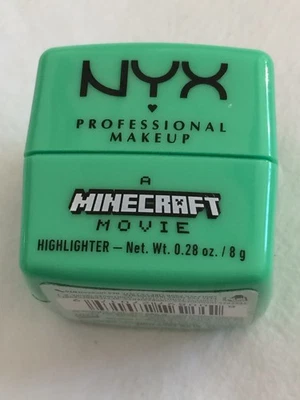 NYX
PROFESSIONAL
MAKEUP
A
MINECRAFT
MOVIE
HIGHLIGHTER — Net. Wt. 0.28 oz. / 8 g